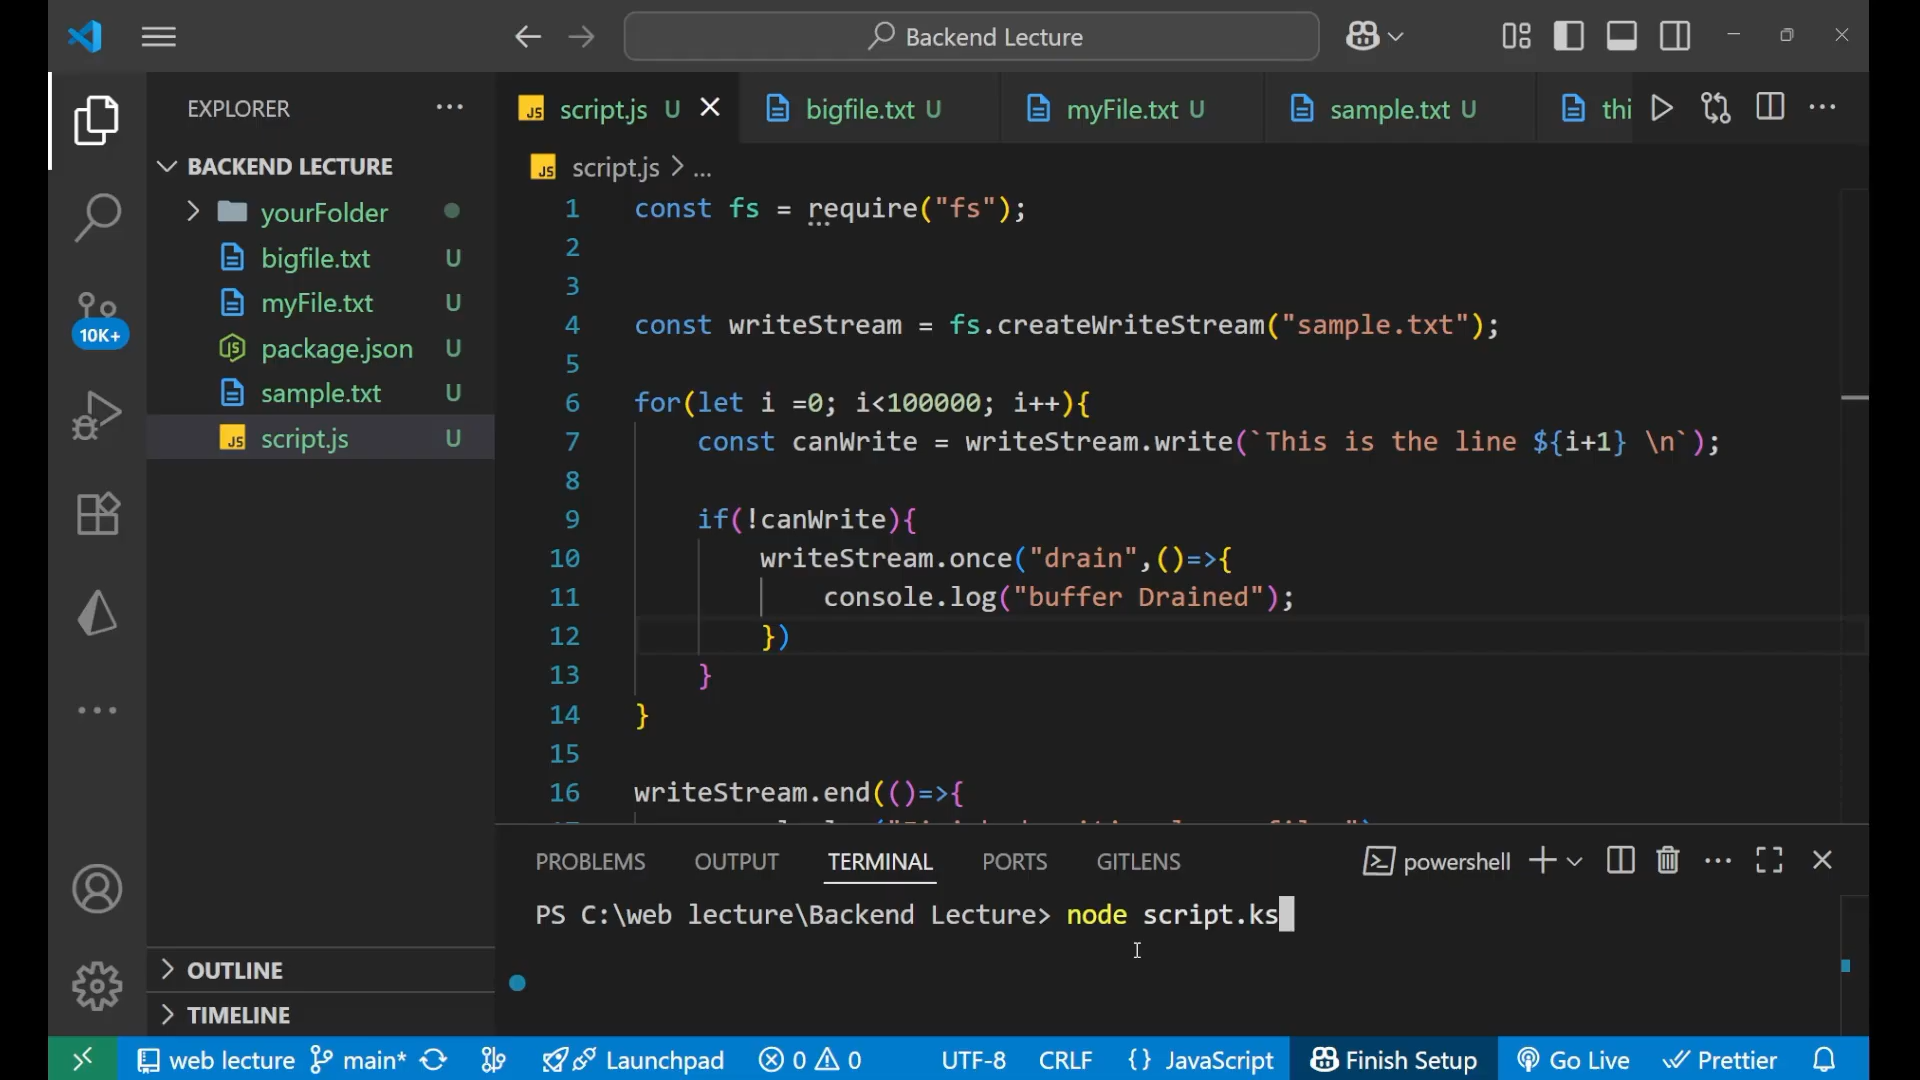 Backend Lecture
EXPLORER
script.js U
bigfile.txt U
myFile.txt U
sample.txt U
thi
BACKEND LECTURE
script.js > ...
yourFolder
bigfile.txt U
myFile.txt U
package.json U
sample.txt U
script.js U
10K+
1 const fs = require("fs");
2
3
4 const writeStream = fs.createWriteStream("sample.txt");
5
6 for(let i =0; i<100000; i++){
7 const canWrite = writeStream.write(`This is the line ${i+1} \n`);
8
9 if(!canWrite){
10 writeStream.once("drain",()=>{
11 console.log("buffer Drained");
12 })
13 }
14 }
15
16 writeStream.end(()=>{
PROBLEMS OUTPUT TERMINAL PORTS GITLENS
powershell
PS C:\web lecture\Backend Lecture> node script.ks
OUTLINE
TIMELINE
web lecture main* Launchpad 0 0 UTF-8 CRLF {} JavaScript Finish Setup Go Live Prettier